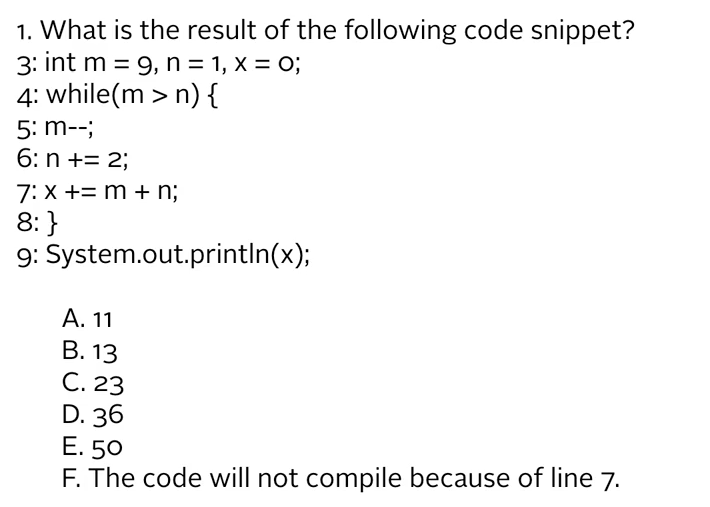 1. What is the result of the following code snippet?
3: int m = 9, n = 1, x = 0;
4: while(m > n) {
5: m--;
6: n += 2;
7: x += m + n;
8: }
9: System.out.println(x);
A. 11
B. 13
C. 23
D. 36
E. 50
F. The code will not compile because of line 7.